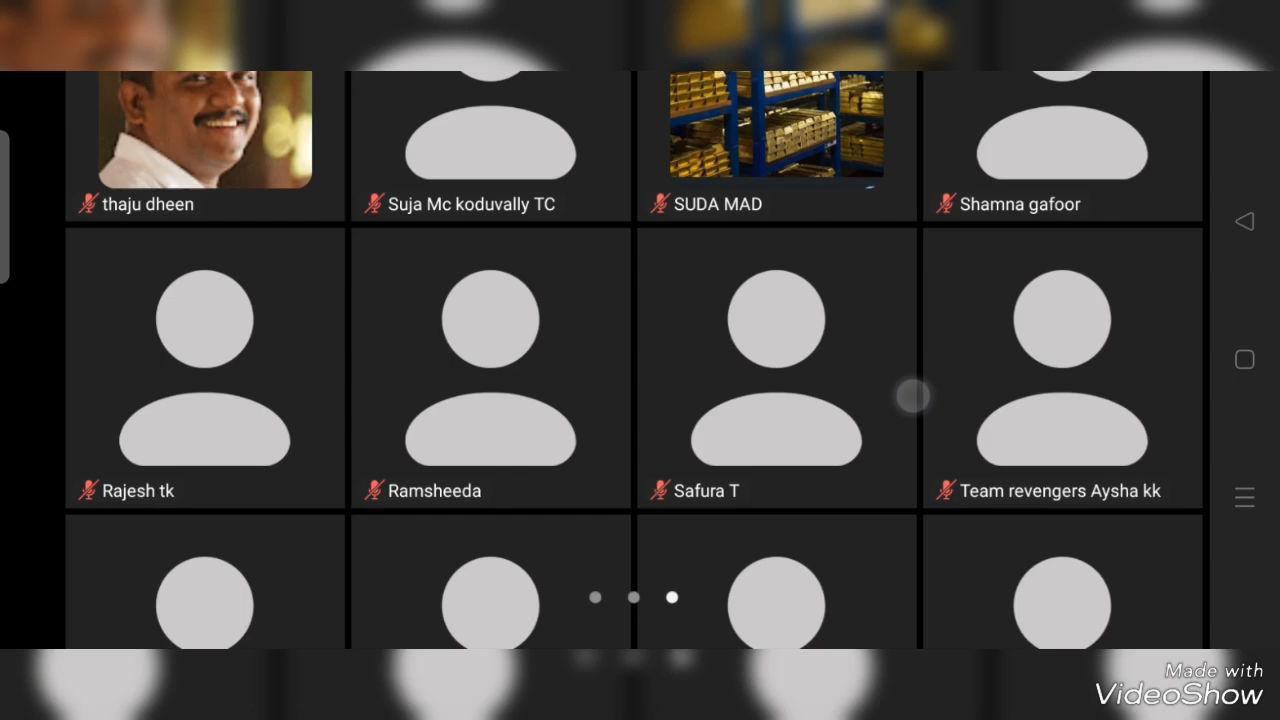 thaju dheen
Suja Mc koduvally TC
SUDA MAD
Shamna gafoor
Rajesh tk
Ramsheeda
Safura T
Team revengers Aysha kk
Made with
VideoShow